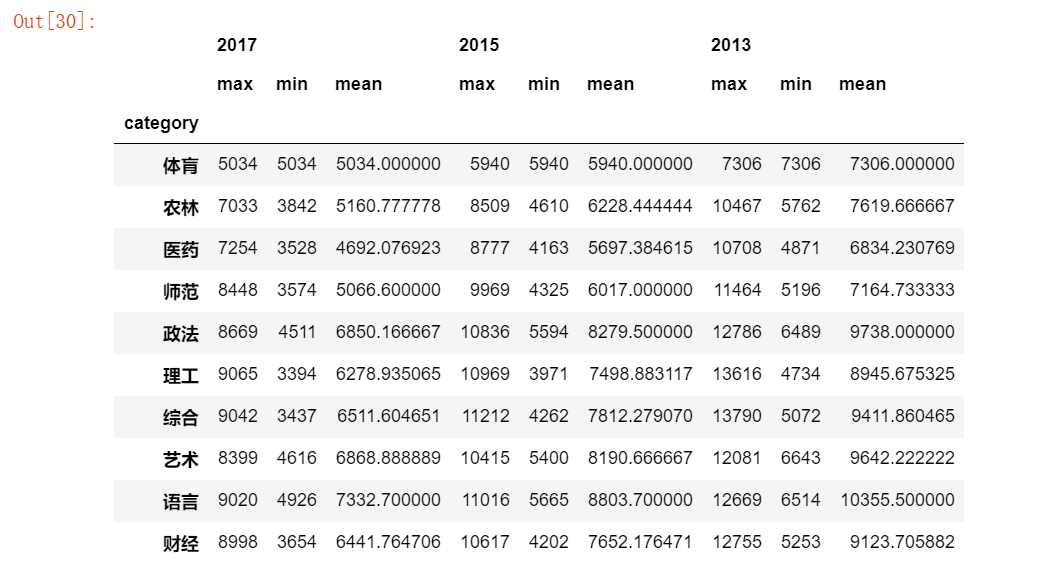 Out[30]:
2017 2015 2013
max min mean max min mean max min mean
category
体育 5034 5034 5034.000000 5940 5940 5940.000000 7306 7306 7306.000000
农林 7033 3842 5160.777778 8509 4610 6228.444444 10467 5762 7619.666667
医药 7254 3528 4692.076923 8777 4163 5697.384615 10708 4871 6834.230769
师范 8448 3574 5066.600000 9969 4325 6017.000000 11464 5196 7164.733333
政法 8669 4511 6850.166667 10836 5594 8279.500000 12786 6489 9738.000000
理工 9065 3394 6278.935065 10969 3971 7498.883117 13616 4734 8945.675325
综合 9042 3437 6511.604651 11212 4262 7812.279070 13790 5072 9411.860465
艺术 8399 4616 6868.888889 10415 5400 8190.666667 12081 6643 9642.222222
语言 9020 4926 7332.700000 11016 5665 8803.700000 12669 6514 10355.500000
财经 8998 3654 6441.764706 10617 4202 7652.176471 12755 5253 9123.705882